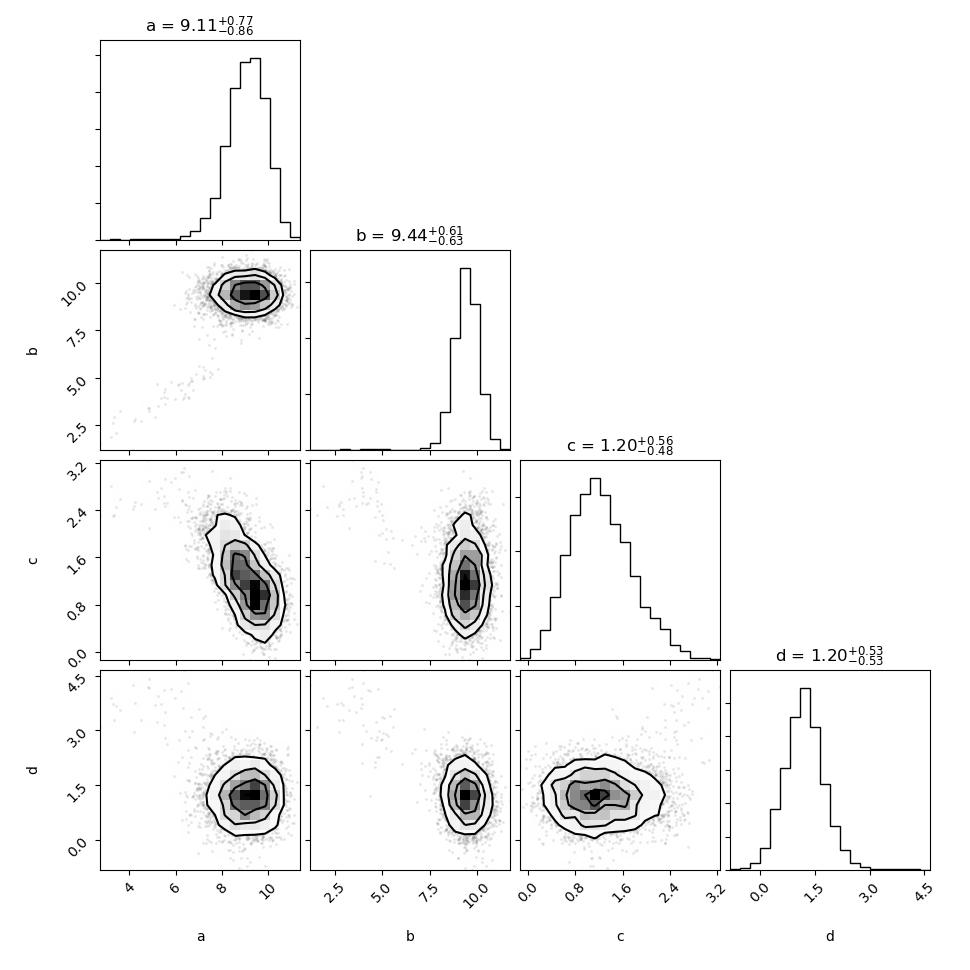 a = 9.11+0.77−0.86
b = 9.44+0.61−0.63
10.0
7.5
5.0
2.5
b
c = 1.20+0.56−0.48
3.2
2.4
1.6
0.8
0.0
c
d = 1.20+0.53−0.53
4.5
3.0
1.5
0.0
d
4 6 8 10 2.5 5.0 7.5 10.0 0.0 0.8 1.6 2.4 3.2 0.0 1.5 3.0 4.5
a b c d